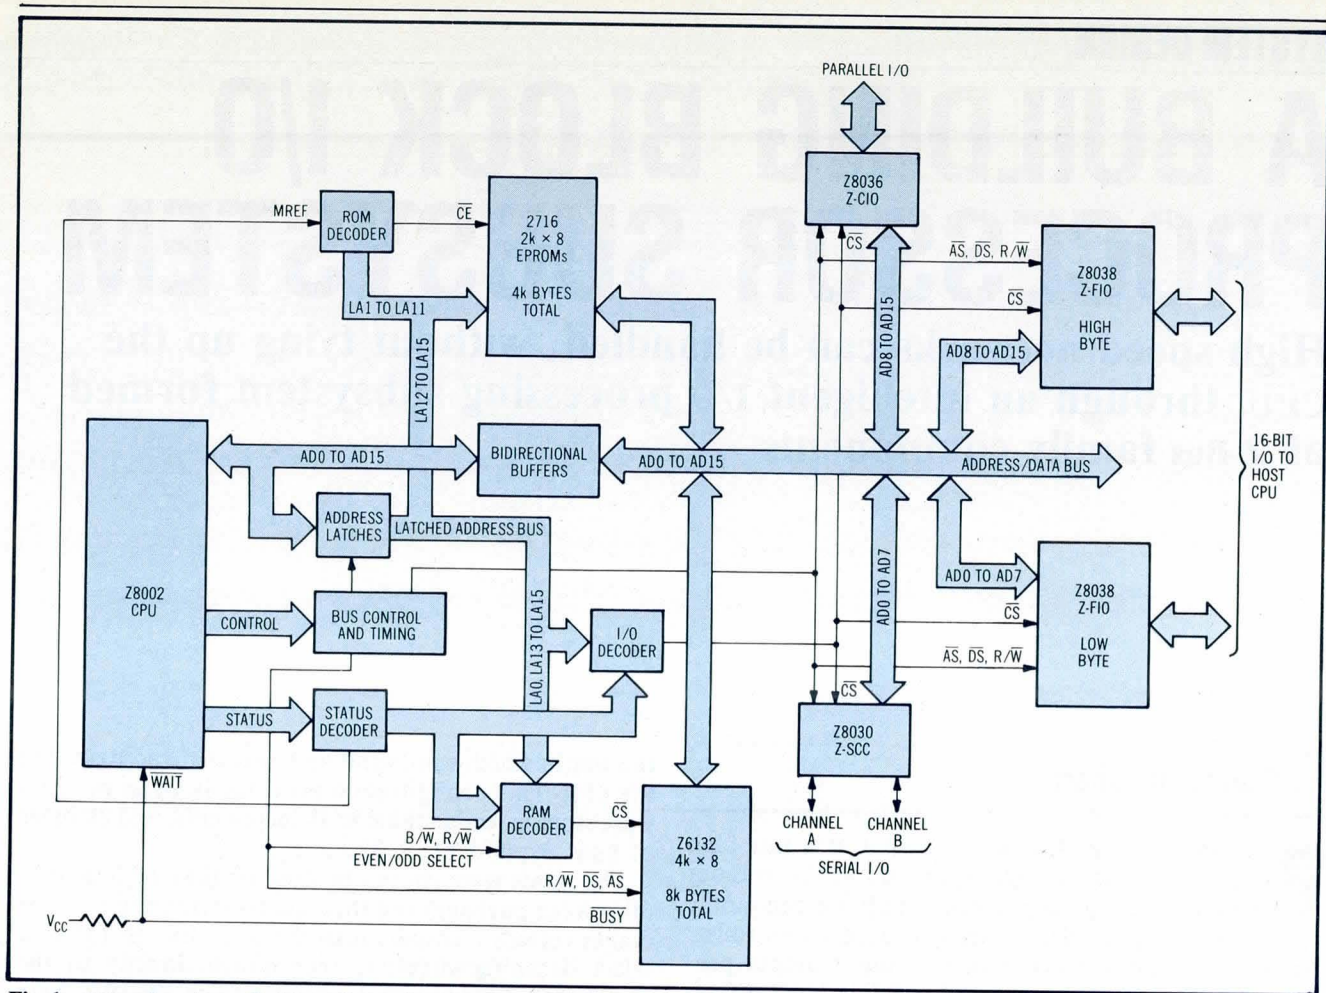 PARALLEL I/O
Z8036
Z-CIO
MREF
ROM
DECODER
CE
2716
2k × 8
EPROMs
4k BYTES
TOTAL
CS
AS, DS, R/W
Z8038
Z-FIO
HIGH
BYTE
CS
LA1 TO LA11
LA12 TO LA15
AD8 TO AD15
AD8 TO AD15
AD0 TO AD15
BIDIRECTIONAL
BUFFERS
AD0 TO AD15
ADDRESS/DATA BUS
16-BIT
I/O TO
HOST
CPU
ADDRESS
LATCHES
LATCHED ADDRESS BUS
Z8002
CPU
CONTROL
BUS CONTROL
AND TIMING
LA0, LA13 TO LA15
I/O
DECODER
AD0 TO AD7
AD0 TO AD7
Z8038
Z-FIO
LOW
BYTE
CS
AS, DS, R/W
STATUS
STATUS
DECODER
CS
Z8030
Z-SCC
WAIT
RAM
DECODER
CS
B/W, R/W
EVEN/ODD SELECT
R/W, DS, AS
BUSY
Z6132
4k × 8
8k BYTES
TOTAL
CHANNEL
A
CHANNEL
B
SERIAL I/O
VCC